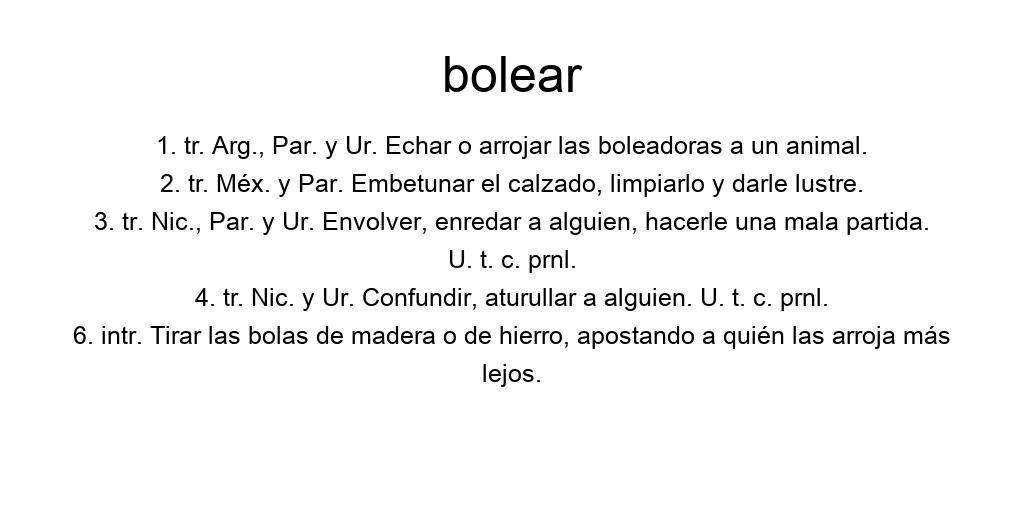 bolear
1. tr. Arg., Par. y Ur. Echar o arrojar las boleadoras a un animal.
2. tr. Méx. y Par. Embetunar el calzado, limpiarlo y darle lustre.
3. tr. Nic., Par. y Ur. Envolver, enredar a alguien, hacerle una mala partida.
U. t. c. prnl.
4. tr. Nic. y Ur. Confundir, aturullar a alguien. U. t. c. prnl.
6. intr. Tirar las bolas de madera o de hierro, apostando a quién las arroja más
lejos.